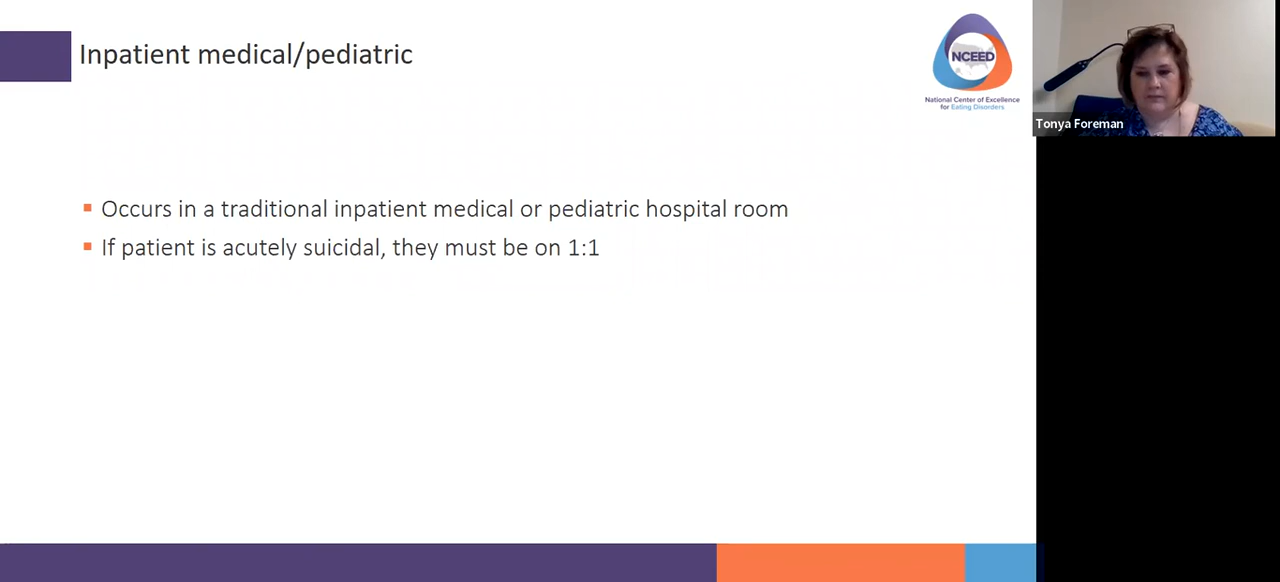 Inpatient medical/pediatric
NCEED
National Center of Excellence
for Eating Disorders
Tonya Foreman
Occurs in a traditional inpatient medical or pediatric hospital room
If patient is acutely suicidal, they must be on 1:1